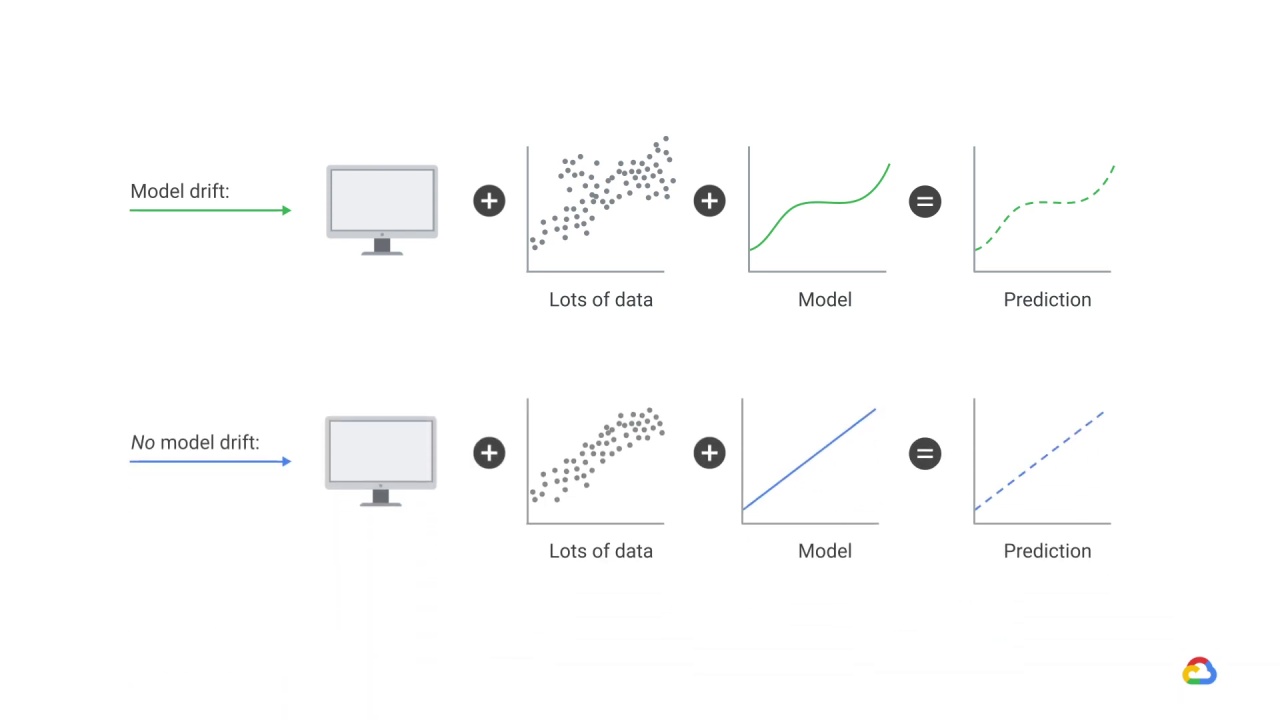 Model drift:
Lots of data
Model
Prediction
No model drift:
Lots of data
Model
Prediction